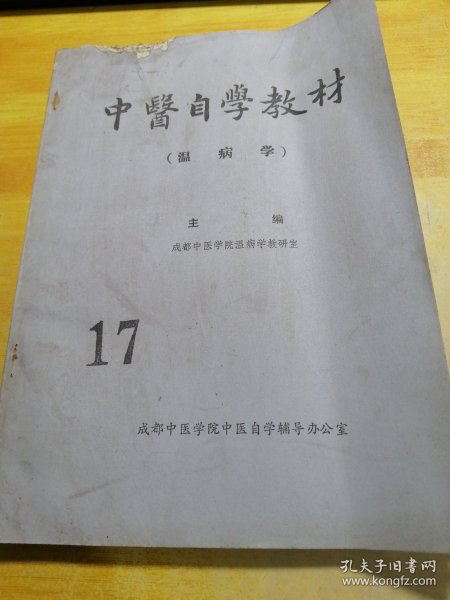 中醫自學教材
（温病学）
主编
成都中医学院温病学教研室
17
成都中医学院中医自学辅导办公室
孔夫子旧书网
www.kongfz.com